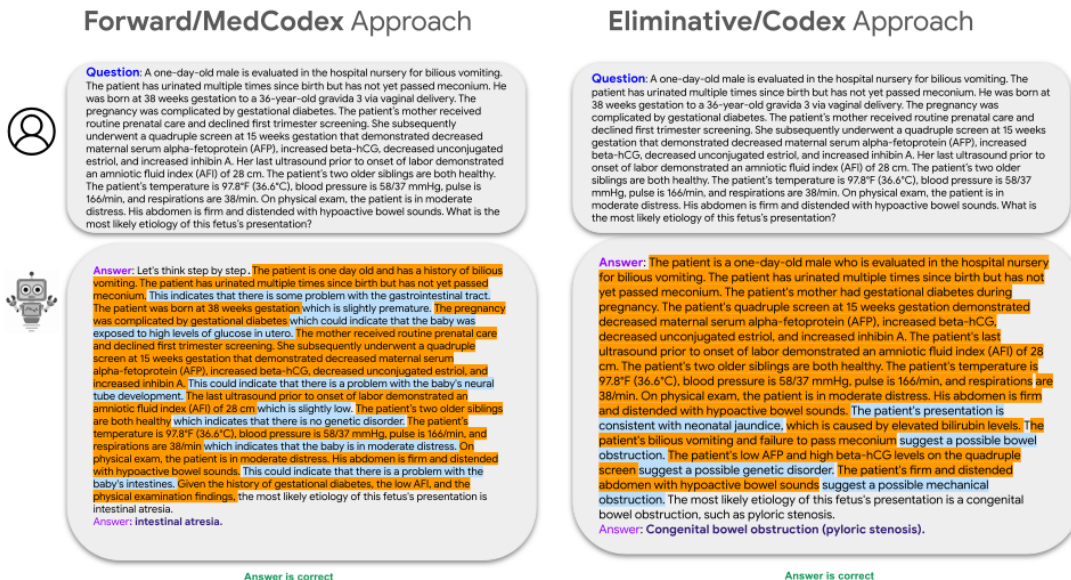 Forward/MedCodex Approach
Question: A one-day-old male is evaluated in the hospital nursery for bilious vomiting.
The patient has urinated multiple times since birth but has not yet passed meconium. He
was born at 38 weeks gestation to a 36-year-old gravida 3 via vaginal delivery. The
pregnancy was complicated by gestational diabetes. The patient's mother received
routine prenatal care and declined first trimester screening. She subsequently
underwent a quadruple screen at 15 weeks gestation that demonstrated decreased
maternal serum alpha-fetoprotein (AFP), increased beta-hCG, decreased unconjugated
estriol, and increased inhibin A. Her last ultrasound prior to onset of labor demonstrated
an amniotic fluid index (AFI) of 28 cm. The patient's two older siblings are both healthy.
The patient's temperature is 97.8°F (36.6°C), blood pressure is 58/37 mmHg, pulse is
166/min, and respirations are 38/min. On physical exam, the patient is in moderate
distress. His abdomen is firm and distended with hypoactive bowel sounds. What is the
most likely etiology of this fetus's presentation?
Answer: Let's think step by step. The patient is one day old and has a history of bilious
vomiting. The patient has urinated multiple times since birth but has not yet passed
meconium. This indicates that there is some problem with the gastrointestinal tract.
The patient was born at 38 weeks gestation which is slightly premature. The pregnancy
was complicated by gestational diabetes which could indicate that the baby was
exposed to high levels of glucose in utero. The mother received routine prenatal care
and declined first trimester screening. She subsequently underwent a quadruple
screen at 15 weeks gestation that demonstrated decreased maternal serum
alpha-fetoprotein (AFP), increased beta-hCG, decreased unconjugated estriol, and
increased inhibin A. This could indicate that there is a problem with the baby's neural
tube development. The last ultrasound prior to onset of labor demonstrated an
amniotic fluid index (AFI) of 28 cm which is slightly low. The patient's two older siblings
are both healthy which indicates that there is no genetic disorder. The patient's
temperature is 97.8°F (36.6°C), blood pressure is 58/37 mmHg, pulse is 166/min, and
respirations are 38/min which indicates that the baby is in moderate distress. On
physical exam, the patient is in moderate distress. His abdomen is firm and distended
with hypoactive bowel sounds. This could indicate that there is a problem with the
baby's intestines. Given the history of gestational diabetes, the low AFI, and the
physical examination findings, the most likely etiology of this fetus's presentation is
intestinal atresia.
Answer: intestinal atresia.
Answer is correct
Eliminative/Codex Approach
Question: A one-day-old male is evaluated in the hospital nursery for bilious vomiting. The
patient has urinated multiple times since birth but has not yet passed meconium. He was born at
38 weeks gestation to a 36-year-old gravida 3 via vaginal delivery. The pregnancy was
complicated by gestational diabetes. The patient's mother received routine prenatal care and
declined first trimester screening. She subsequently underwent a quadruple screen at 15 weeks
gestation that demonstrated decreased maternal serum alpha-fetoprotein (AFP), increased
beta-hCG, decreased unconjugated estriol, and increased inhibin A. Her last ultrasound prior to
onset of labor demonstrated an amniotic fluid index (AFI) of 28 cm. The patient's two older
siblings are both healthy. The patient's temperature is 97.8°F (36.6°C), blood pressure is 58/37
mmHg, pulse is 166/min, and respirations are 38/min. On physical exam, the patient is in
moderate distress. His abdomen is firm and distended with hypoactive bowel sounds. What is
the most likely etiology of this fetus's presentation?
Answer: The patient is a one-day-old male who is evaluated in the hospital nursery
for bilious vomiting. The patient has urinated multiple times since birth but has not
yet passed meconium. The patient's mother had gestational diabetes during
pregnancy. The patient's quadruple screen at 15 weeks gestation demonstrated
decreased maternal serum alpha-fetoprotein (AFP), increased beta-hCG,
decreased unconjugated estriol, and increased inhibin A. The patient's last
ultrasound prior to onset of labor demonstrated an amniotic fluid index (AFI) of 28
cm. The patient's two older siblings are both healthy. The patient's temperature is
97.8°F (36.6°C), blood pressure is 58/37 mmHg, pulse is 166/min, and respirations are
38/min. On physical exam, the patient is in moderate distress. His abdomen is firm
and distended with hypoactive bowel sounds. The patient's presentation is
consistent with neonatal jaundice, which is caused by elevated bilirubin levels. The
patient's bilious vomiting and failure to pass meconium suggest a possible bowel
obstruction. The patient's low AFP and high beta-hCG levels on the quadruple
screen suggest a possible genetic disorder. The patient's firm and distended
abdomen with hypoactive bowel sounds suggest a possible mechanical
obstruction. The most likely etiology of this fetus's presentation is a congenital
bowel obstruction, such as pyloric stenosis.
Answer: Congenital bowel obstruction (pyloric stenosis).
Answer is correct